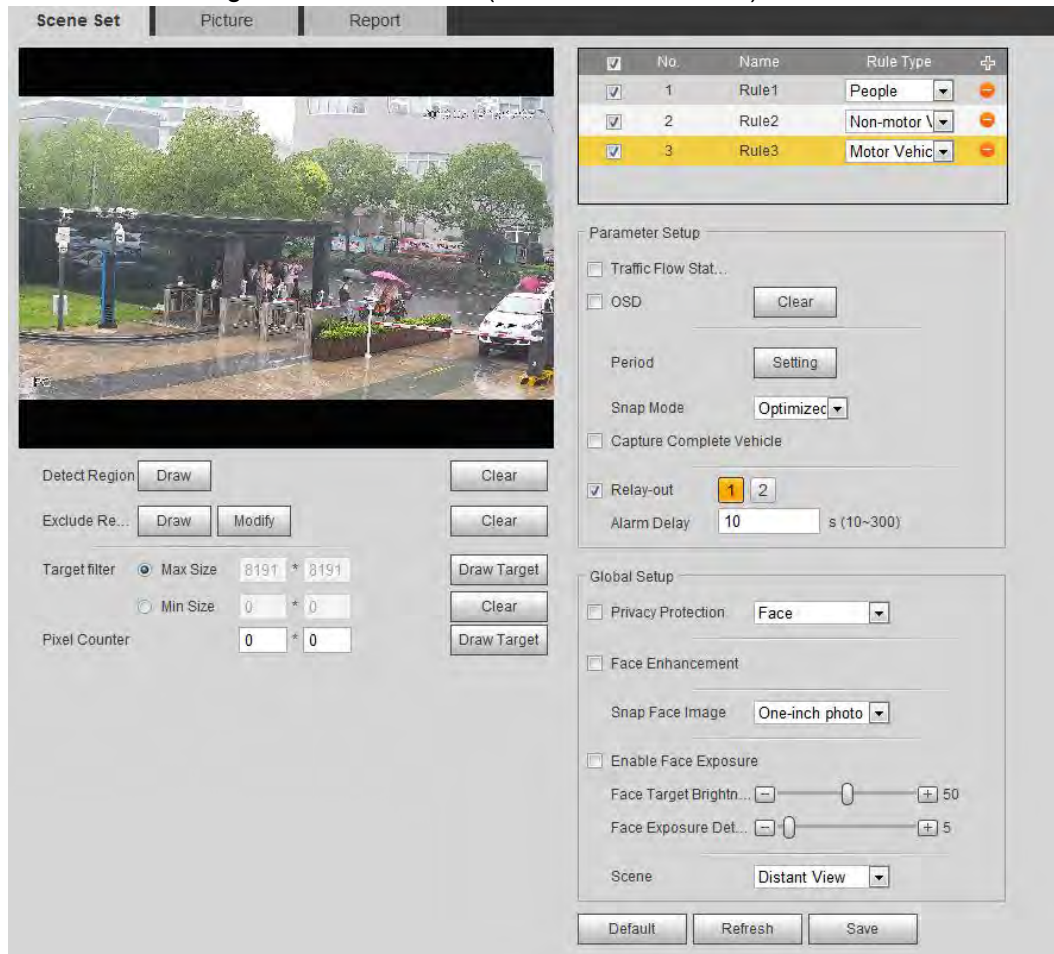 Scene Set Picture Report
No. Name Rule Type
1 Rule1 People
2 Rule2 Non-motor V
3 Rule3 Motor Vehic
Parameter Setup
Traffic Flow Stat...
OSD Clear
Period Setting
Snap Mode Optimized
Capture Complete Vehicle
Relay-out 1 2
Alarm Delay 10 s (10~300)
Detect Region Draw Clear
Exclude Re... Draw Modify Clear
Target filter Max Size 8191 * 8191 Draw Target
Min Size 0 * 0 Clear
Pixel Counter 0 * 0 Draw Target
Global Setup
Privacy Protection Face
Face Enhancement
Snap Face Image One-inch photo
Enable Face Exposure
Face Target Brightn... 50
Face Exposure Det... 5
Scene Distant View
Default Refresh Save